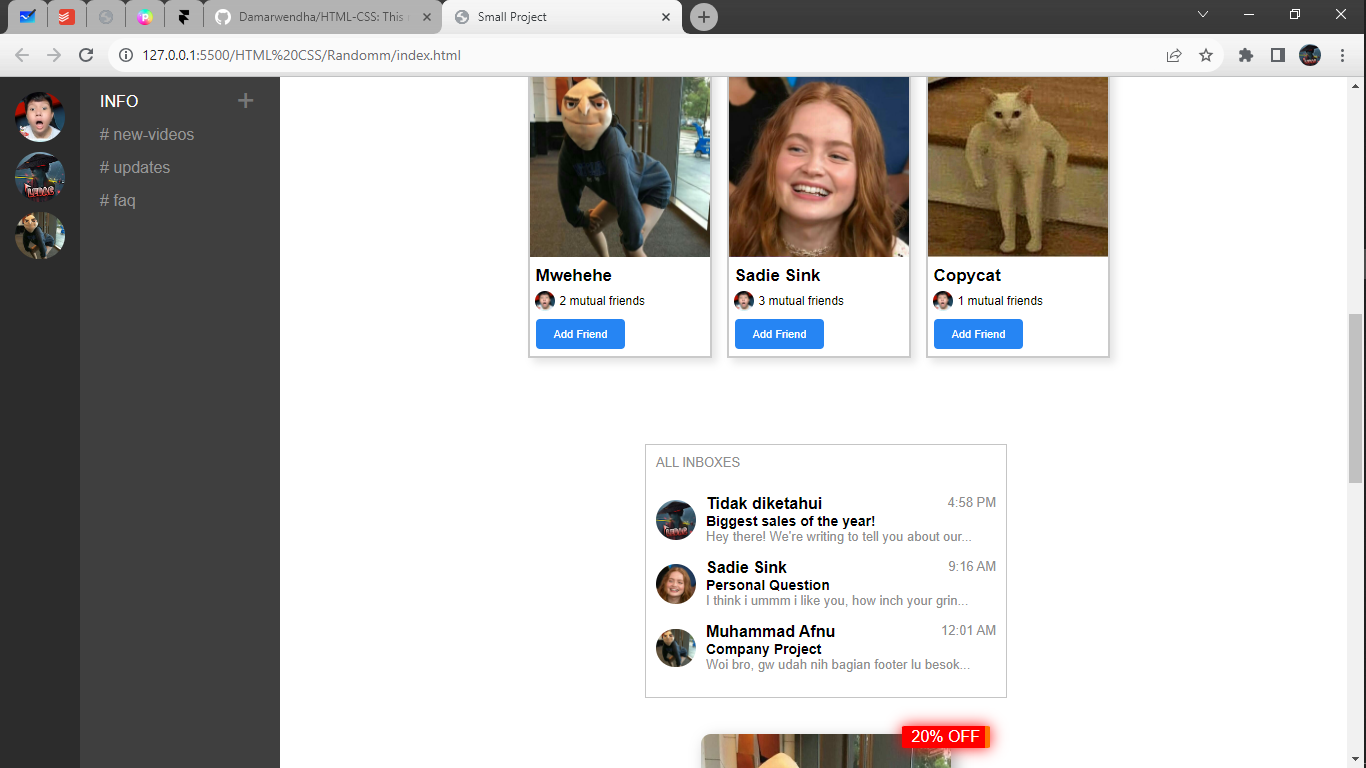 Damarwendha/HTML-CSS: This
Small Project
127.0.0.1:5500/HTML%20CSS/Randomm/index.html
INFO
# new-videos
# updates
# faq
Mwehehe
2 mutual friends
Add Friend
Sadie Sink
3 mutual friends
Add Friend
Copycat
1 mutual friends
Add Friend
ALL INBOXES
Tidak diketahui
4:58 PM
Biggest sales of the year!
Hey there! We're writing to tell you about our...
Sadie Sink
9:16 AM
Personal Question
I think i ummm i like you, how inch your grin...
Muhammad Afnu
12:01 AM
Company Project
Woi bro, gw udah nih bagian footer lu besok...
20% OFF